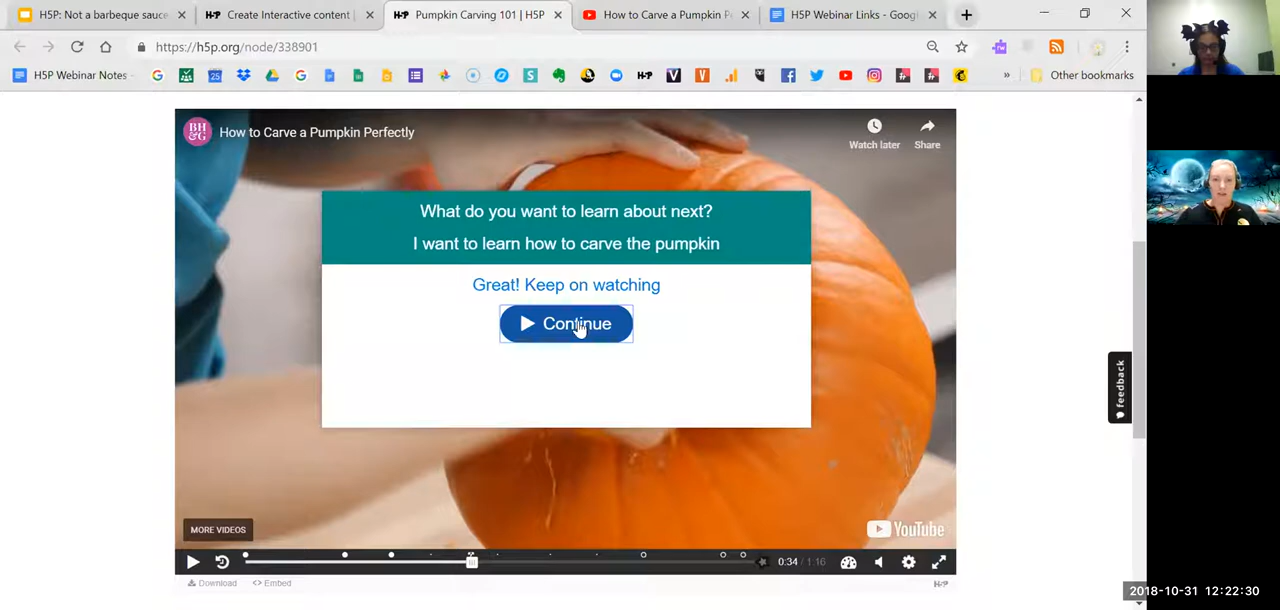 H5P: Not a barbeque sauce
Create Interactive content |
Pumpkin Carving 101 | H5P
How to Carve a Pumpkin P
H5P Webinar Links - Goog
https://h5p.org/node/338901
H5P Webinar Notes
Other bookmarks
BH&G
How to Carve a Pumpkin Perfectly
Watch later
Share
What do you want to learn about next?
I want to learn how to carve the pumpkin
Great! Keep on watching
Continue
feedback
MORE VIDEOS
YouTube
0:34 / 1:16
Download
<> Embed
H5P
2018-10-31 12:22:30